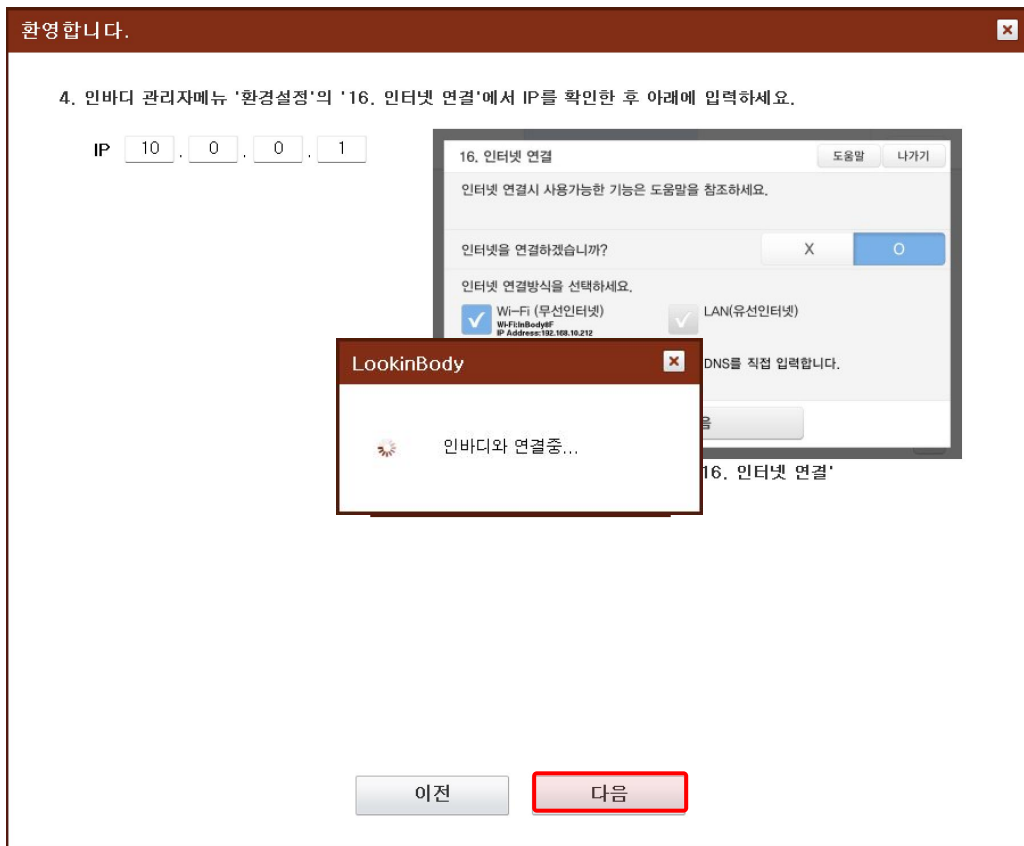 환영합니다.
4. 인바디 관리자메뉴 '환경설정'의 '16. 인터넷 연결'에서 IP를 확인한 후 아래에 입력하세요.
IP 10 . 0 . 0 . 1
16. 인터넷 연결 도움말 나가기
인터넷 연결시 사용가능한 기능은 도움말을 참조하세요.
인터넷을 연결하겠습니까? X O
인터넷 연결방식을 선택하세요.
Wi-Fi (무선인터넷) LAN(유선인터넷)
IP Address:192.168.10.212
LookinBody
DNS를 직접 입력합니다.
인바디와 연결중...
16. 인터넷 연결'
이전 다음